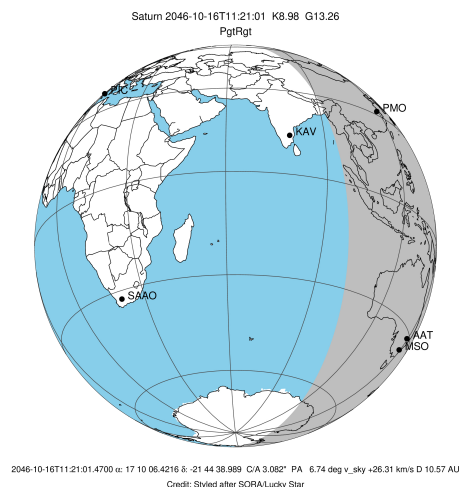 Saturn 2046-10-16T11:21:01 K8.98 G13.26
PgtRgt
PIC
PMO
KAV
SAAO
AAT
MSO
2046-10-16T11:21:01.4700 α: 17 10 06.4216 δ: -21 44 38.989 C/A 3.082" PA 6.74 deg v_sky +26.31 km/s D 10.57 AU
Credit: Styled after SORA/Lucky Star